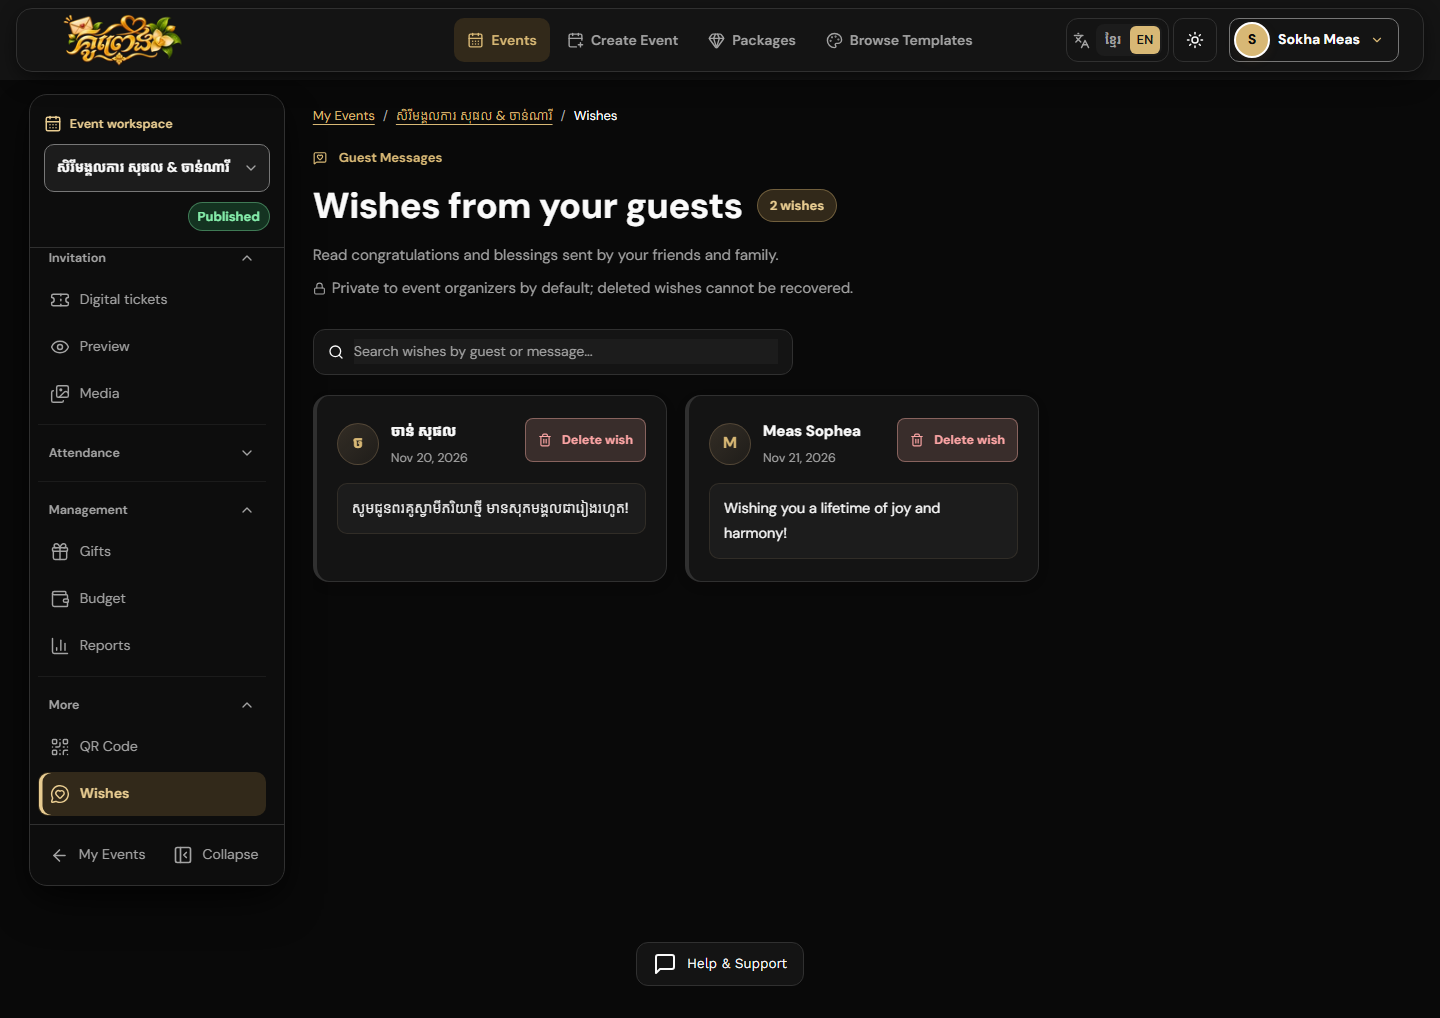 Events
Create Event
Packages
Browse Templates
ខ្មែរ
EN
S
Sokha Meas
Event workspace
សិរីមង្គលការ សុផល & ចាន់ណារី
Published
Invitation
Digital tickets
Preview
Media
Attendance
Management
Gifts
Budget
Reports
More
QR Code
Wishes
My Events
Collapse
My Events / សិរីមង្គលការ សុផល & ចាន់ណារី / Wishes
Guest Messages
Wishes from your guests
2 wishes
Read congratulations and blessings sent by your friends and family.
Private to event organizers by default; deleted wishes cannot be recovered.
Search wishes by guest or message...
ច
ចាន់ សុផល
Nov 20, 2026
Delete wish
សូមជូនពរគូស្វាមីភរិយាថ្មី មានសុភមង្គលជារៀងរហូត!
M
Meas Sophea
Nov 21, 2026
Delete wish
Wishing you a lifetime of joy and
harmony!
Help & Support